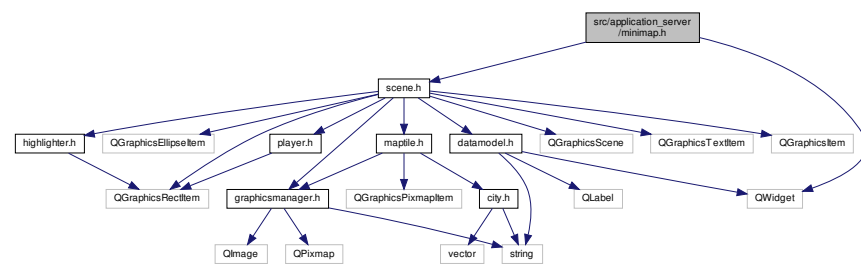 src/application_server
/minimap.h
scene.h
highlighter.h
QGraphicsEllipseItem
player.h
maptile.h
datamodel.h
QGraphicsScene
QGraphicsTextItem
QGraphicsItem
QGraphicsRectItem
graphicsmanager.h
QGraphicsPixmapItem
city.h
QLabel
QWidget
QImage
QPixmap
vector
string